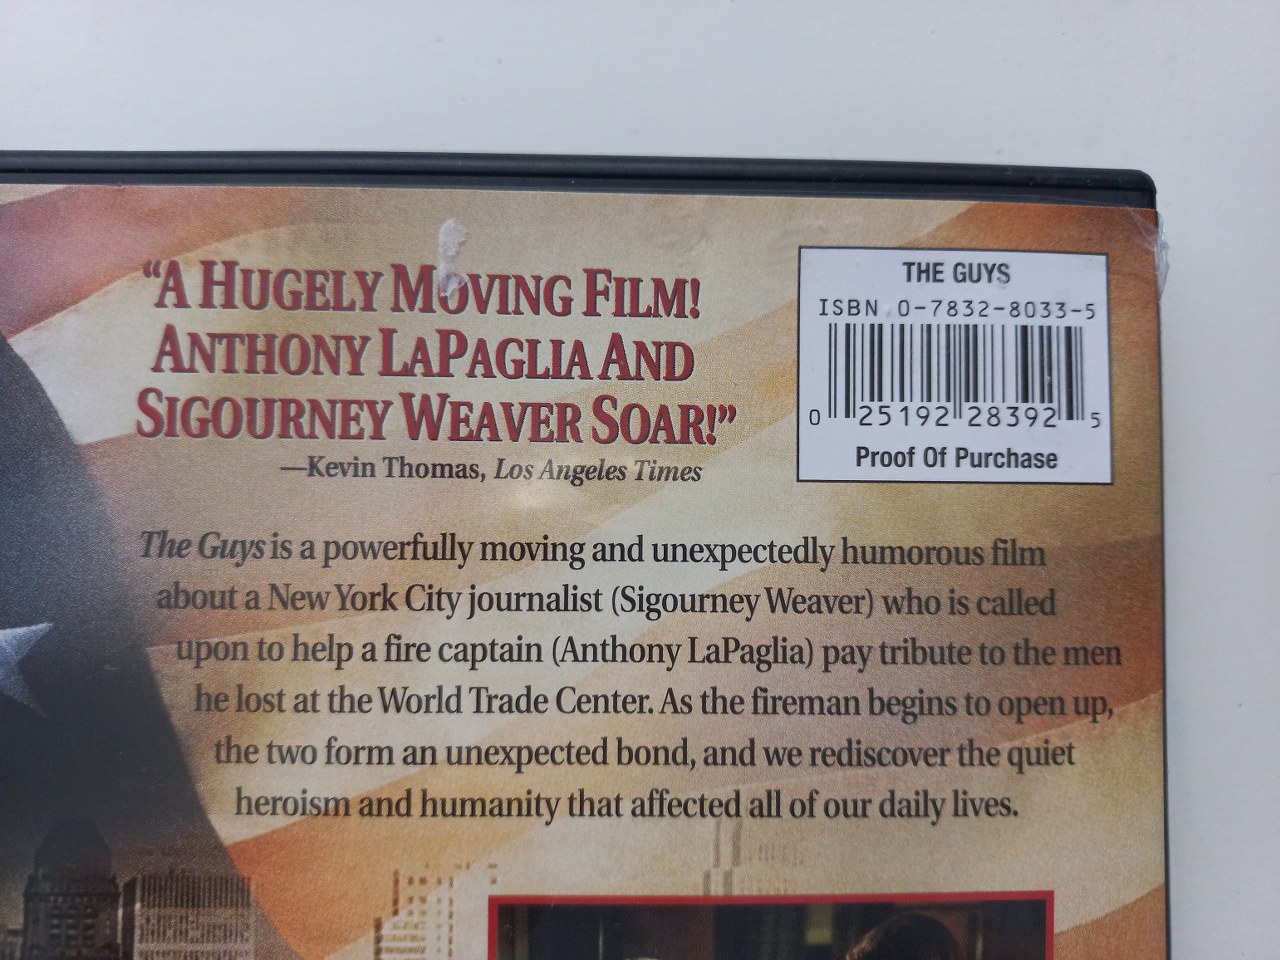 “A HUGELY MOVING FILM!
ANTHONY LAPAGLIA AND
SIGOURNEY WEAVER SOAR!”
—Kevin Thomas, Los Angeles Times
THE GUYS
ISBN 0-7832-8033-5
0 25192 28392 5
Proof Of Purchase
The Guys is a powerfully moving and unexpectedly humorous film
about a New York City journalist (Sigourney Weaver) who is called
upon to help a fire captain (Anthony LaPaglia) pay tribute to the men
he lost at the World Trade Center. As the fireman begins to open up,
the two form an unexpected bond, and we rediscover the quiet
heroism and humanity that affected all of our daily lives.